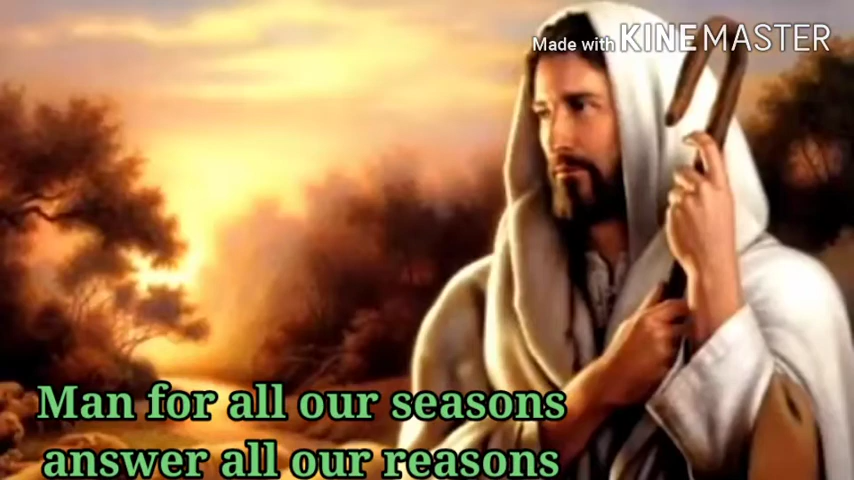 Made with KINEMASTER
Man for all our seasons
answer all our reasons